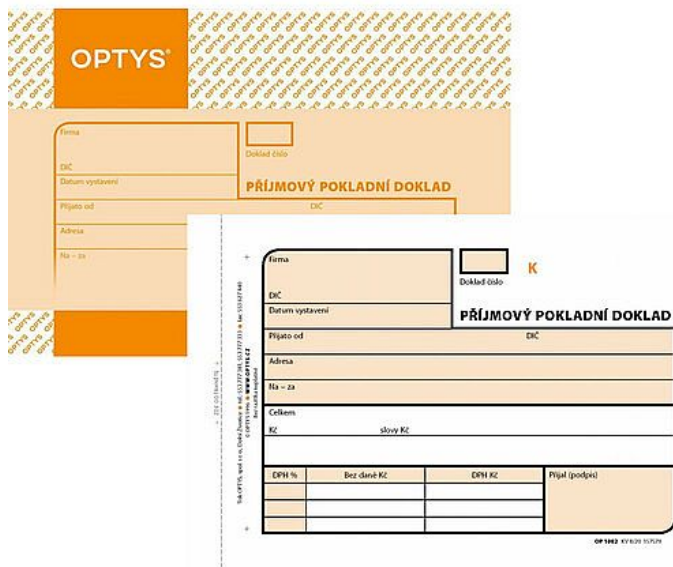 OPTYS®
Firma
DIČ
Doklad číslo
Datum vystavení
PŘÍJMOVÝ POKLADNÍ DOKLAD
Přijato od DIČ
Adresa
Na – za
Firma
DIČ
Doklad číslo
K
Datum vystavení
PŘÍJMOVÝ POKLADNÍ DOKLAD
Přijato od DIČ
Adresa
Na – za
Celkem
Kč slovy Kč
DPH % Bez daně Kč DPH Kč Přijal (podpis)
OP 1062